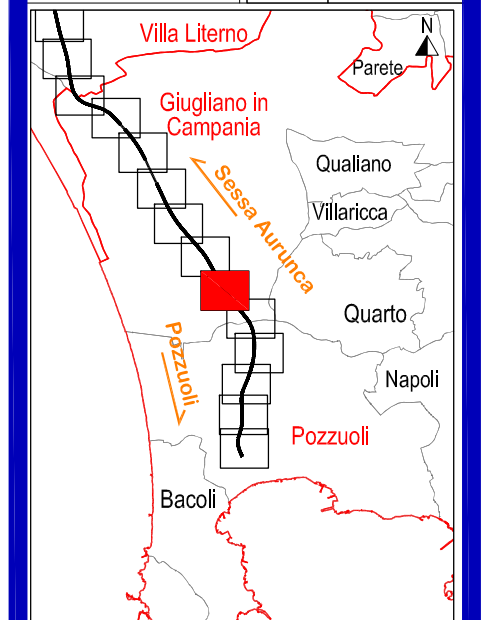 N
Villa Literno
Parete
Giugliano in
Campania
Qualiano
Sessa Aurunca
Villaricca
Quarto
Pozzuoli
Napoli
Pozzuoli
Bacoli